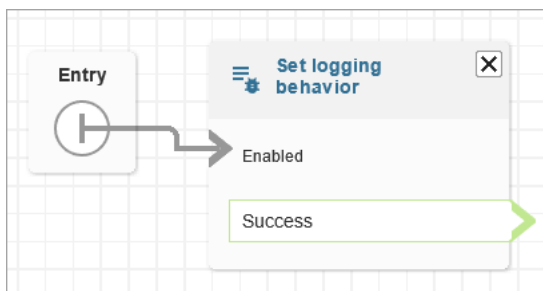 Entry
Set logging
behavior
Enabled
Success